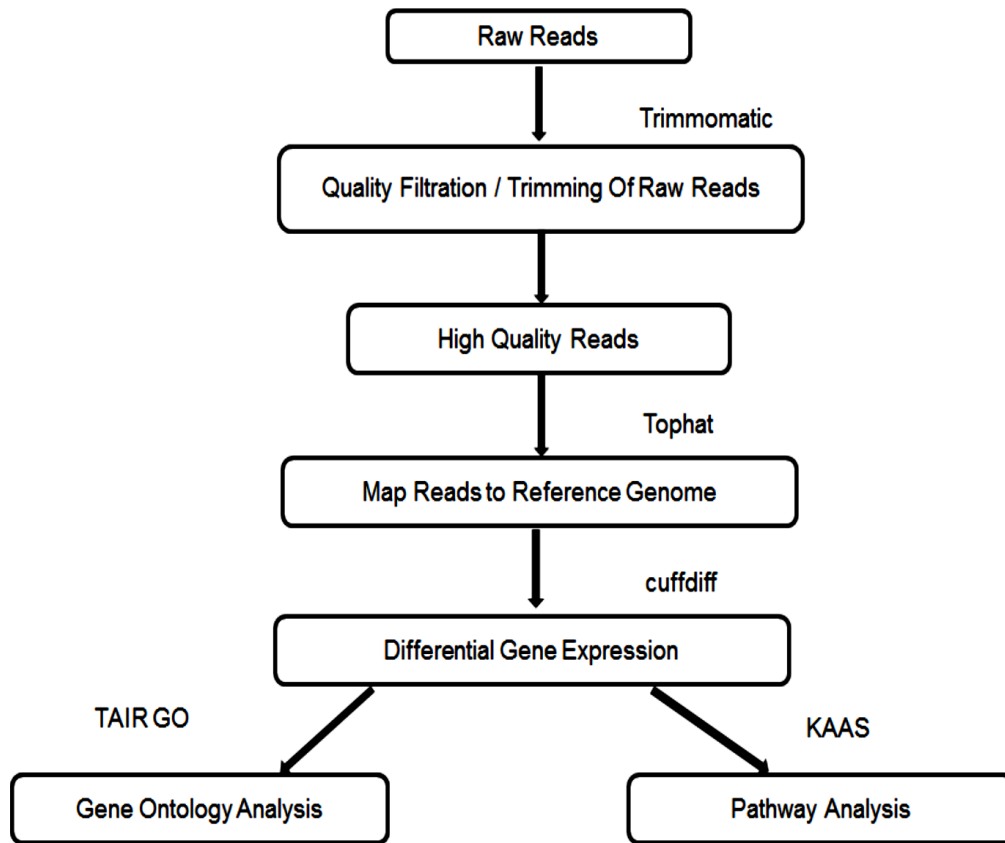 Raw Reads
Trimmomatic
Quality Filtration / Trimming Of Raw Reads
High Quality Reads
Tophat
Map Reads to Reference Genome
cuffdiff
Differential Gene Expression
TAIR GO
KAAS
Gene Ontology Analysis
Pathway Analysis